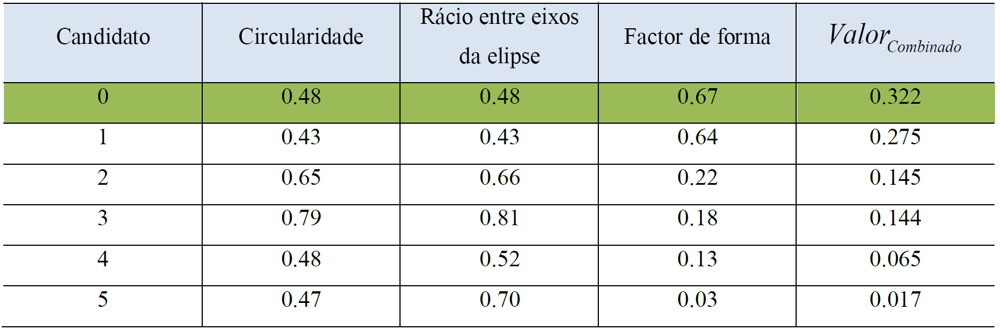 Candidato Circularidade Rácio entre eixos da elipse Factor de forma Valor Combinado
0 0.48 0.48 0.67 0.322
1 0.43 0.43 0.64 0.275
2 0.65 0.66 0.22 0.145
3 0.79 0.81 0.18 0.144
4 0.48 0.52 0.13 0.065
5 0.47 0.70 0.03 0.017